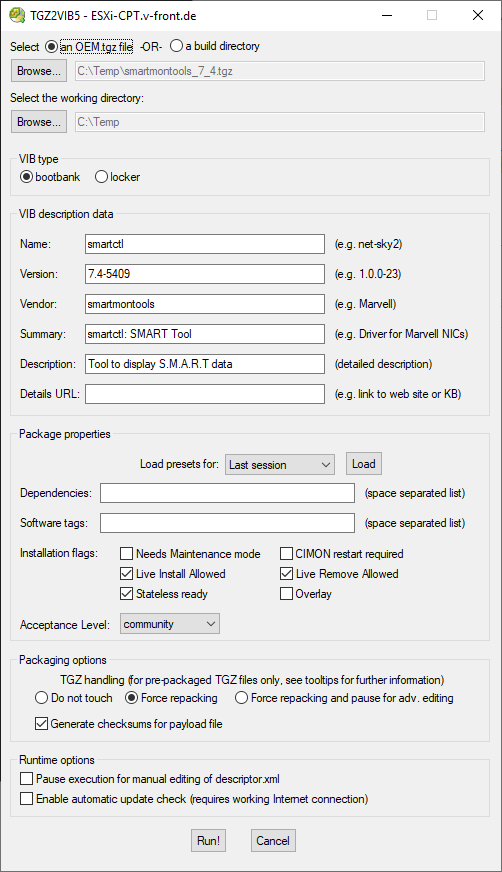 TGZ2VIB5 - ESXi-CPT.v-front.de
Select an OEM.tgz file -OR- a build directory
Browse... C:\Temp\smartmontools_7_4.tgz
Select the working directory:
Browse... C:\Temp
VIB type
bootbank locker
VIB description data
Name: smartctl (e.g. net-sky2)
Version: 7.4-5409 (e.g. 1.0.0-23)
Vendor: smartmontools (e.g. Marvell)
Summary: smartctl: SMART Tool (e.g. Driver for Marvell NICs)
Description: Tool to display S.M.A.R.T data (detailed description)
Details URL: (e.g. link to web site or KB)
Package properties
Load presets for: Last session Load
Dependencies: (space separated list)
Software tags: (space separated list)
Installation flags: Needs Maintenance mode CIMON restart required
Live Install Allowed Live Remove Allowed
Stateless ready Overlay
Acceptance Level: community
Packaging options
TGZ handling (for pre-packaged TGZ files only, see tooltips for further information)
Do not touch Force repacking Force repacking and pause for adv. editing
Generate checksums for payload file
Runtime options
Pause execution for manual editing of descriptor.xml
Enable automatic update check (requires working Internet connection)
Run! Cancel